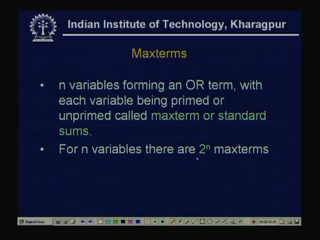 Indian Institute of Technology, Kharagpur
Maxterms
• n variables forming an OR term, with
each variable being primed or
unprimed called maxterm or standard
sums.
• For n variables there are 2ⁿ maxterms